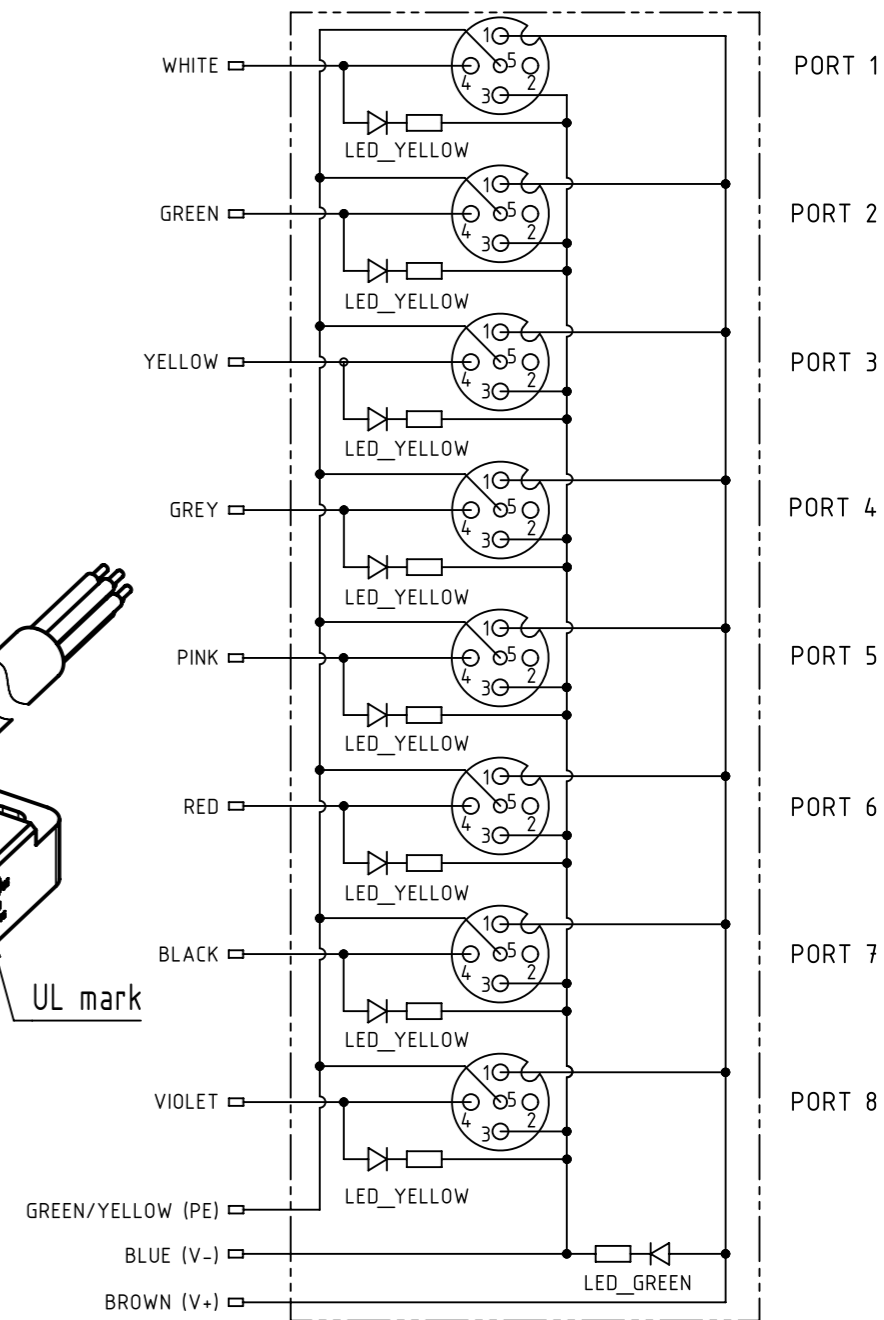 1 5 2 3 4
WHITE PORT 1
LED_YELLOW
1 5 2 3 4
GREEN PORT 2
LED_YELLOW
1 5 2 3 4
YELLOW PORT 3
LED_YELLOW
1 5 2 3 4
GREY PORT 4
LED_YELLOW
1 5 2 3 4
PINK PORT 5
LED_YELLOW
1 5 2 3 4
RED PORT 6
LED_YELLOW
1 5 2 3 4
BLACK PORT 7
LED_YELLOW
UL mark
1 5 2 3 4
VIOLET PORT 8
LED_YELLOW
GREEN/YELLOW (PE)
BLUE (V-)
LED_GREEN
BROWN (V+)